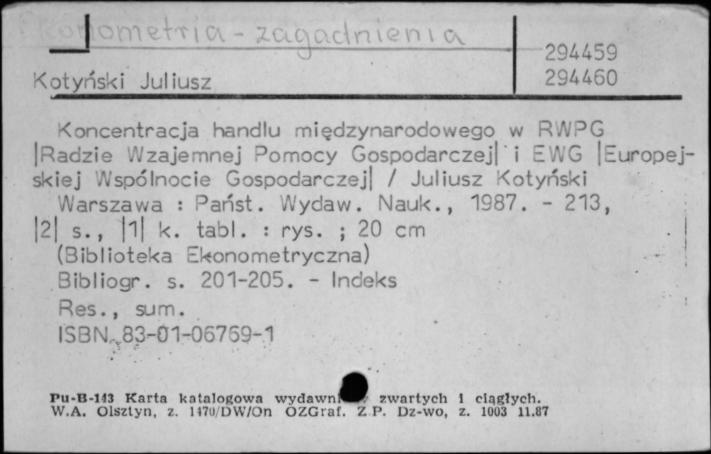 Ekonometria - zagadnienia
294459
Kotyński Juliusz 294460
Koncentracja handlu międzynarodowego w RWPG
|Radzie Wzajemnej Pomocy Gospodarczej| i EWG |Europej-
skiej Wspólnocie Gospodarczej| / Juliusz Kotyński
Warszawa : Państ. Wydaw. Nauk., 1987. - 213,
|2| s., |1| k. tabl. : rys. ; 20 cm
(Biblioteka Ekonometryczna)
Bibliogr. s. 201-205. - Indeks
Res., sum.
ISBN 83-01-06769-1
Pu-B-143 Karta katalogowa zwartych i ciągłych.
W.A. Olsztyn, z. 1470/DW/On OZGraf. Z.P. Dz-wo, z. 1003 11.87